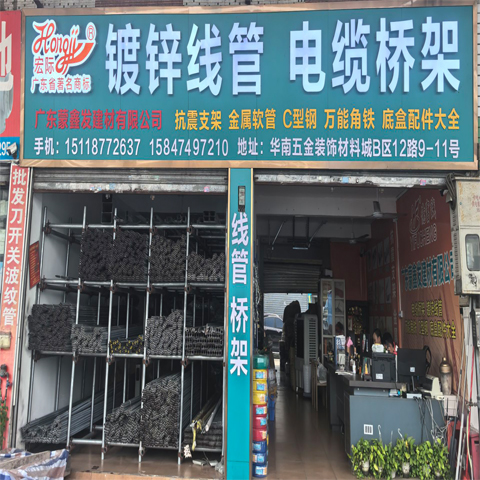 Hongji®
宏际
广东省著名商标
镀锌线管 电缆桥架
广东聚鑫发建材有限公司 抗震支架 金属软管 C型钢 万能角铁 底盒配件大全
手机：15118772637 15847497210 地址：华南五金装饰材料城B区12路9-11号
批发刀开关波纹管
线管 桥架